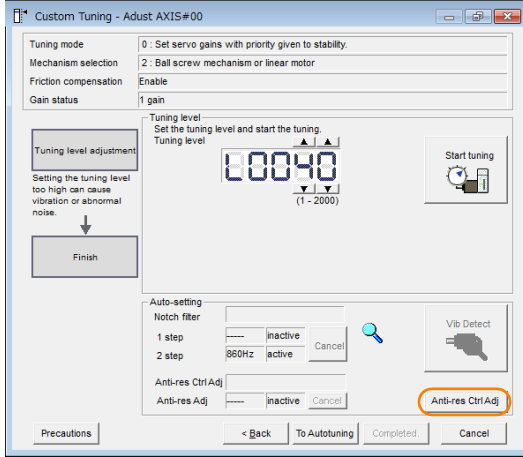 Custom Tuning - Adust AXIS#00
Tuning mode 0 : Set servo gains with priority given to stability.
Mechanism selection 2 : Ball screw mechanism or linear motor
Friction compensation Enable
Gain status 1 gain
Tuning level adjustment
Setting the tuning level
too high can cause
vibration or abnormal
noise.
Finish
Tuning level
Set the tuning level and start the tuning.
Tuning level
L0040
(1 - 2000)
Start tuning
Auto-setting
Notch filter
1 step ----- inactive
2 step 860Hz active
Cancel
Anti-res Ctrl Adj
Anti-res Adj ----- inactive Cancel
Vib Detect
Anti-res Ctrl Adj
Precautions
< Back
To Autotuning
Completed.
Cancel